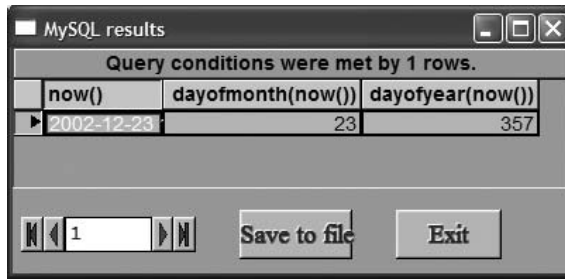 MySQL results
Query conditions were met by 1 rows.
now() dayofmonth(now()) dayofyear(now())
2002-12-23 23 357
1 Save to file Exit